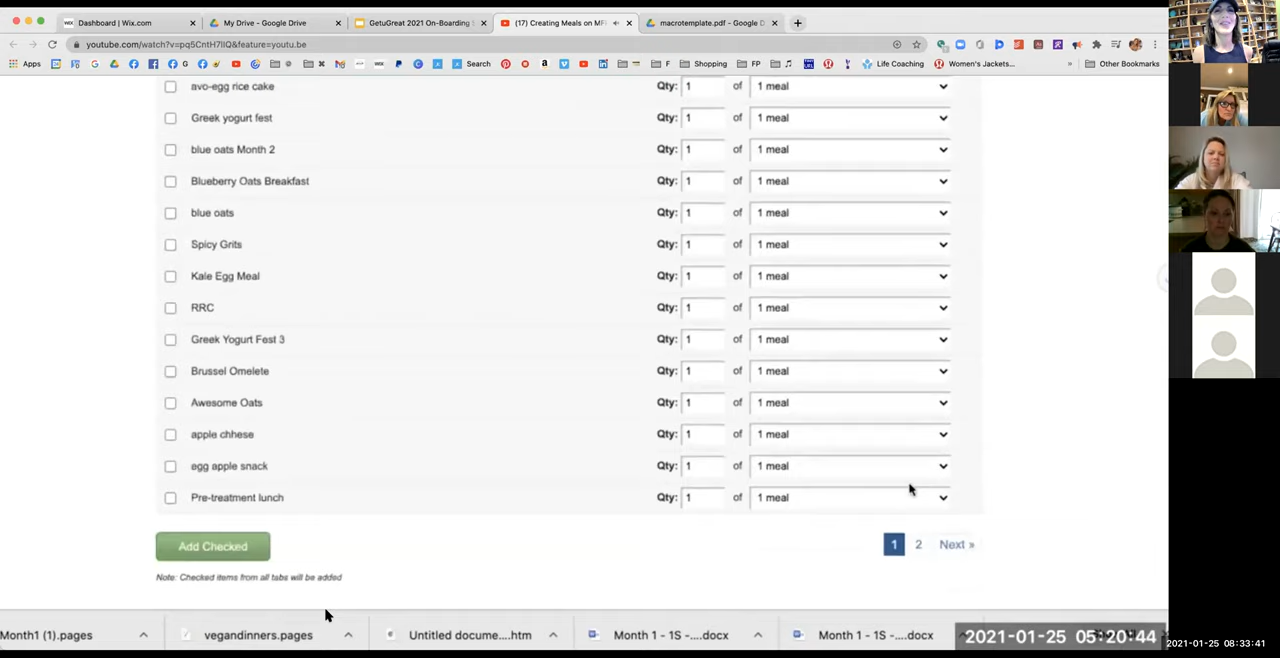 Dashboard | Wix.com
My Drive - Google Drive
GetuGreat 2021 On-Boarding
(17) Creating Meals on MF
macrotemplate.pdf - Google D
youtube.com/watch?v=pq5CntH7lIQ&feature=youtu.be
Apps
G
Search
F
Shopping
FP
Life Coaching
Women's Jackets...
»
Other Bookmarks
avo-egg rice cake Qty: 1 of 1 meal
Greek yogurt fest Qty: 1 of 1 meal
blue oats Month 2 Qty: 1 of 1 meal
Blueberry Oats Breakfast Qty: 1 of 1 meal
blue oats Qty: 1 of 1 meal
Spicy Grits Qty: 1 of 1 meal
Kale Egg Meal Qty: 1 of 1 meal
RRC Qty: 1 of 1 meal
Greek Yogurt Fest 3 Qty: 1 of 1 meal
Brussel Omelete Qty: 1 of 1 meal
Awesome Oats Qty: 1 of 1 meal
apple chhese Qty: 1 of 1 meal
egg apple snack Qty: 1 of 1 meal
Pre-treatment lunch Qty: 1 of 1 meal
Add Checked
1 2 Next »
Note: Checked items from all tabs will be added
Month1 (1).pages
vegandinners.pages
Untitled docume....htm
Month 1 - 1S -....docx
Month 1 - 1S -....docx
2021-01-25 05:20:44
2021-01-25 08:33:41